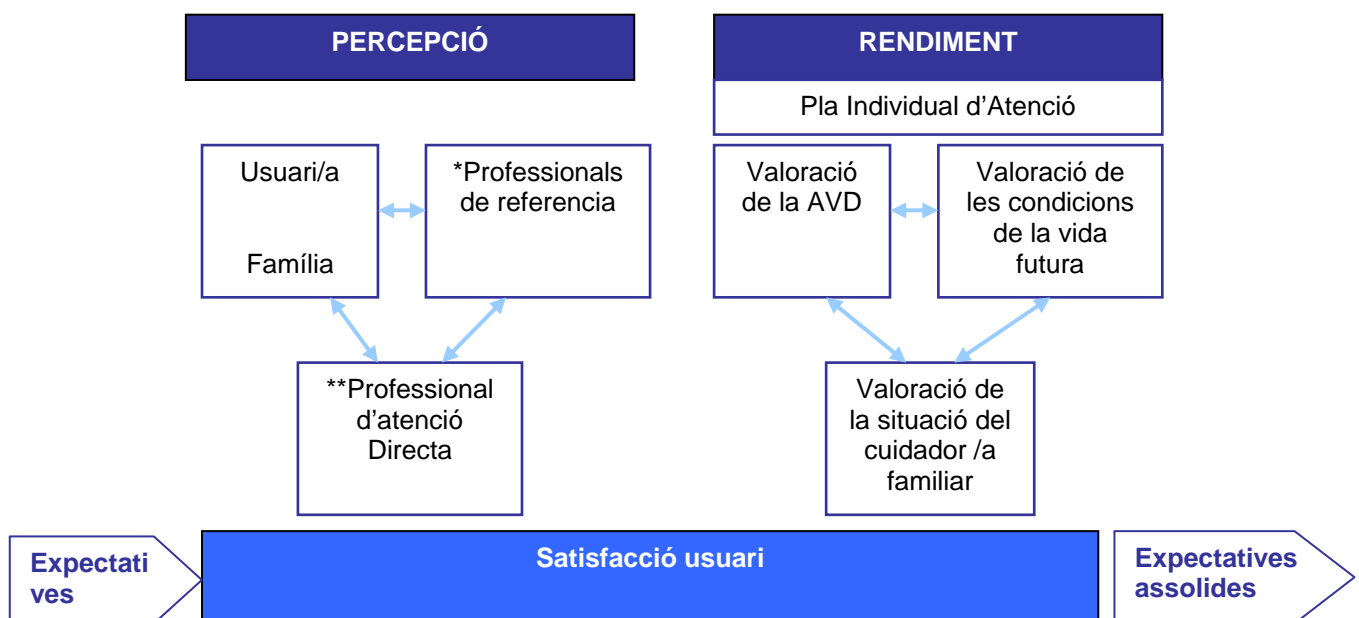 PERCEPCIÓ
RENDIMENT
Pla Individual d’Atenció
Usuari/a
Família
*Professionals
de referencia
Valoració
de la AVD
Valoració de
les condicions
de la vida
futura
**Professional
d’atenció
Directa
Valoració de
la situació del
cuidador /a
familiar
Expectati
ves
Satisfacció usuari
Expectatives
assolides